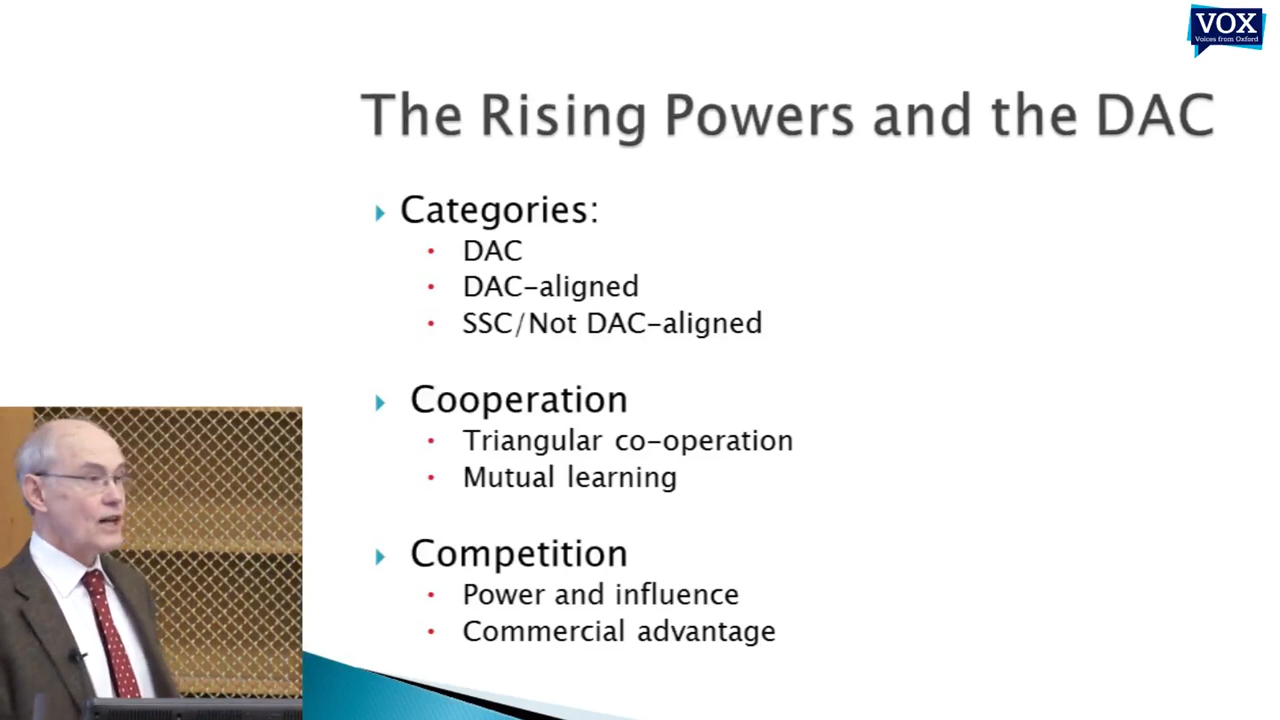 VOX
Voices from Oxford
The Rising Powers and the DAC
Categories:
DAC
DAC-aligned
SSC/Not DAC-aligned
Cooperation
Triangular co-operation
Mutual learning
Competition
Power and influence
Commercial advantage